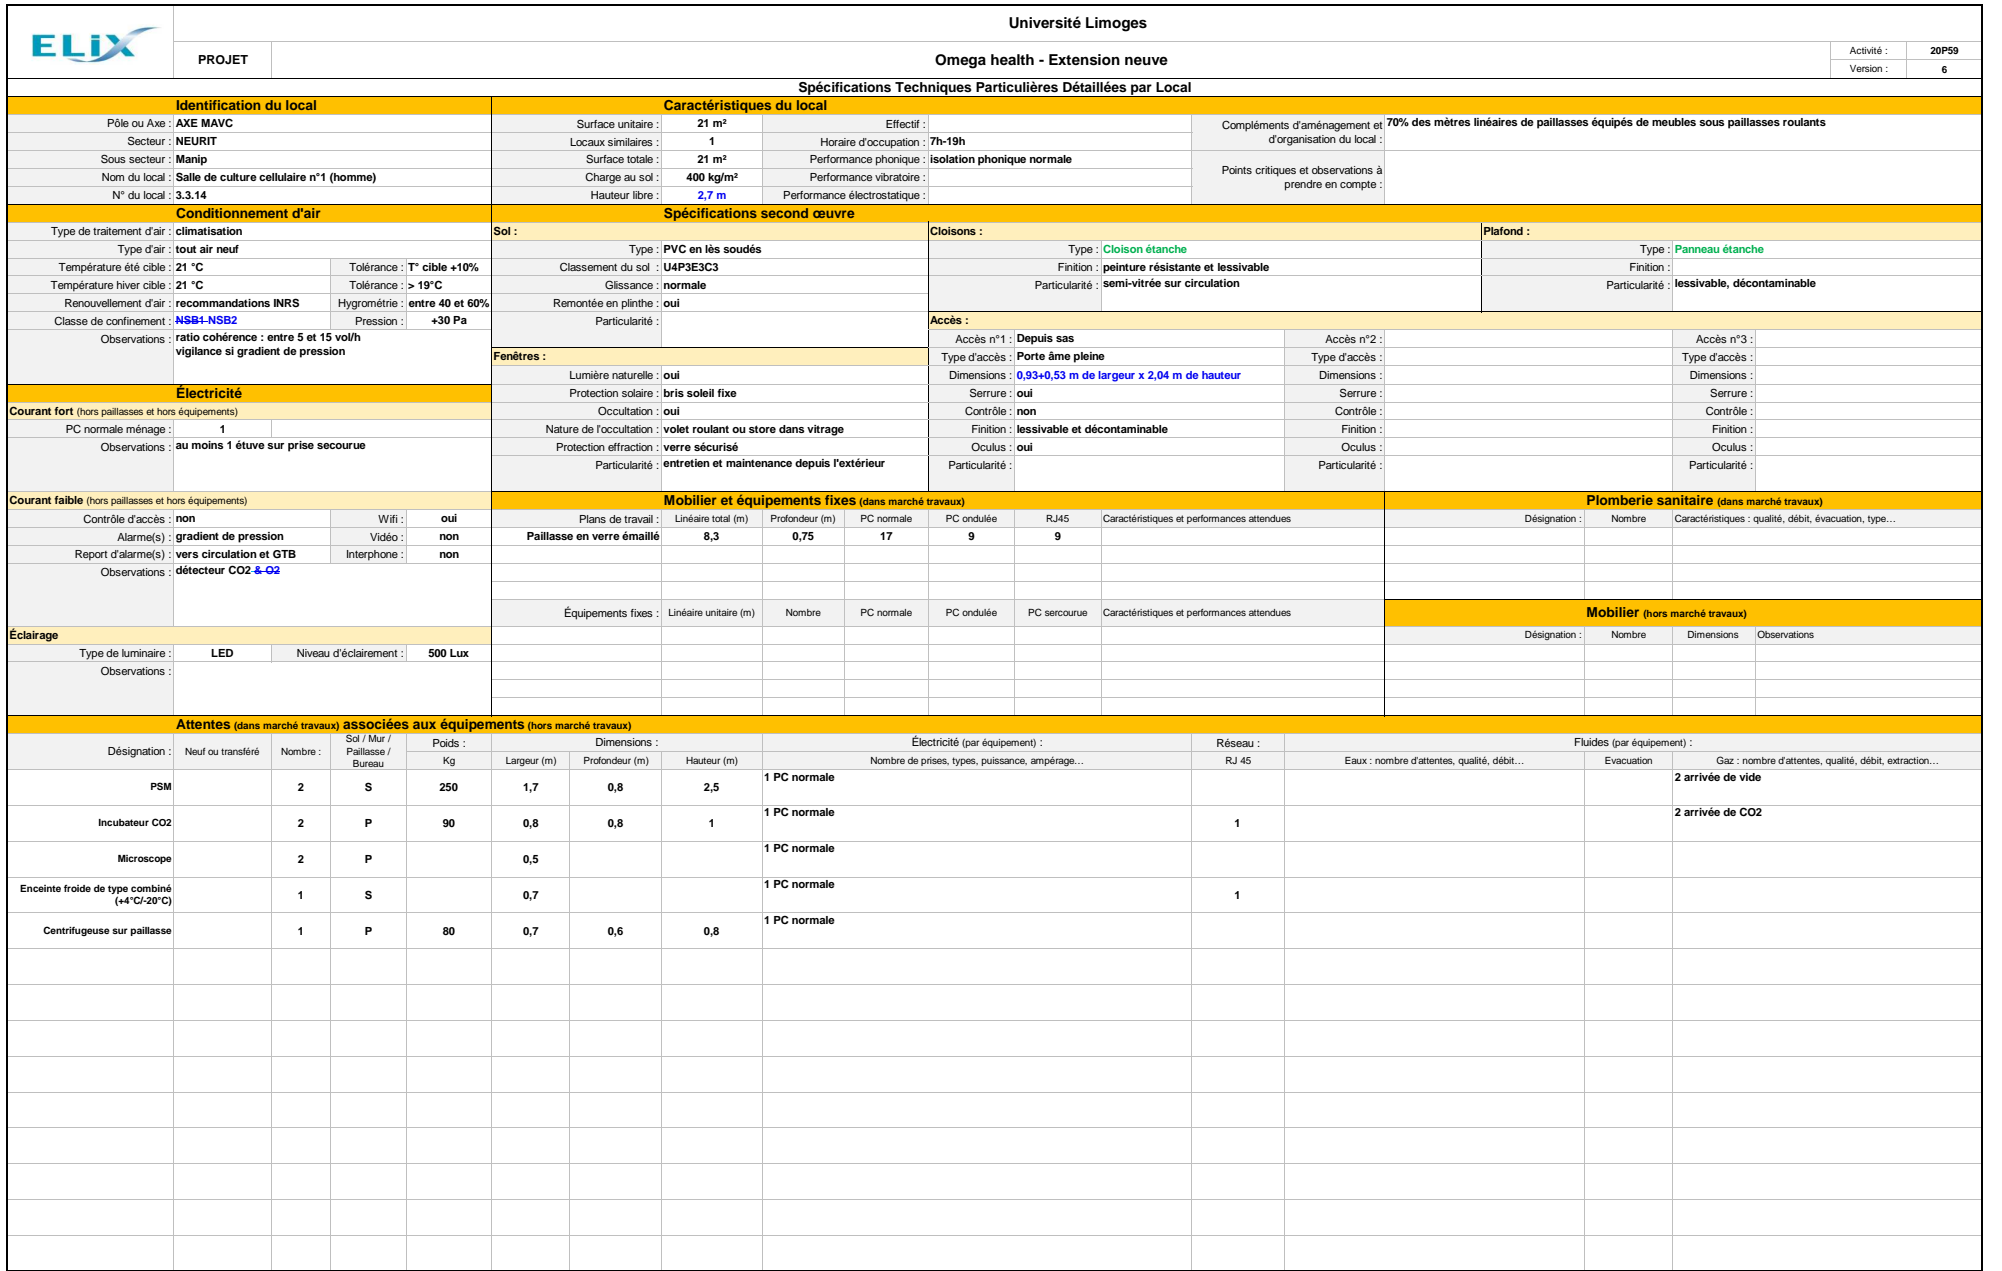 ELiX
Université Limoges
PROJET
Omega health - Extension neuve
Activité : 20P59
Version : 6
Spécifications Techniques Particulières Détaillées par Local
Identification du local
Caractéristiques du local
Pôle ou Axe : AXE MAVC
Secteur : NEURIT
Sous secteur : Manip
Nom du local : Salle de culture cellulaire n°1 (homme)
N° du local : 3.3.14
Surface unitaire : 21 m²
Locaux similaires : 1
Surface totale : 21 m²
Charge au sol : 400 kg/m²
Hauteur libre : 2,7 m
Effectif :
Horaire d'occupation : 7h-19h
Performance phonique : isolation phonique normale
Performance vibratoire :
Performance électrostatique :
Compléments d'aménagement et d'organisation du local : 70% des mètres linéaires de paillasses équipés de meubles sous paillasses roulants
Points critiques et observations à prendre en compte :
Conditionnement d'air
Type de traitement d'air : climatisation
Type d'air : tout air neuf
Température été cible : 21 °C Tolérance : T° cible +10%
Température hiver cible : 21 °C Tolérance : > 19°C
Renouvellement d'air : recommandations INRS Hygrométrie : entre 40 et 60%
Classe de confinement : NSB1 NSB2 Pression : +30 Pa
Observations : ratio cohérence : entre 5 et 15 vol/h
vigilance si gradient de pression
Spécifications second œuvre
Sol :
Type : PVC en lès soudés
Classement du sol : U4P3E3C3
Glissance : normale
Remontée en plinthe : oui
Particularité :
Cloisons :
Type : Cloison étanche
Finition : peinture résistante et lessivable
Particularité : semi-vitrée sur circulation
Plafond :
Type : Panneau étanche
Finition :
Particularité : lessivable, décontaminable
Fenêtres :
Lumière naturelle : oui
Protection solaire : bris soleil fixe
Occultation : oui
Nature de l'occultation : volet roulant ou store dans vitrage
Protection effraction : verre sécurisé
Particularité : entretien et maintenance depuis l'extérieur
Accès :
Accès n°1 : Depuis sas
Type d'accès : Porte âme pleine
Dimensions : 0,93+0,53 m de largeur x 2,04 m de hauteur
Serrure : oui
Contrôle : non
Finition : lessivable et décontaminable
Oculus : oui
Particularité :
Accès n°2 :
Type d'accès :
Dimensions :
Serrure :
Contrôle :
Finition :
Oculus :
Particularité :
Accès n°3 :
Type d'accès :
Dimensions :
Serrure :
Contrôle :
Finition :
Oculus :
Particularité :
Électricité
Courant fort (hors paillasses et hors équipements)
PC normale ménage : 1
Observations : au moins 1 étuve sur prise secourue
Courant faible (hors paillasses et hors équipements)
Contrôle d'accès : non Wifi : oui
Alarme(s) : gradient de pression Vidéo : non
Report d'alarme(s) : vers circulation et GTB Interphone : non
Observations : détecteur CO2 & O2
Éclairage
Type de luminaire : LED Niveau d'éclairement : 500 Lux
Observations :
Mobilier et équipements fixes (dans marché travaux)
Plans de travail : Linéaire total (m) Profondeur (m) PC normale PC ondulée RJ45 Caractéristiques et performances attendues
Paillasse en verre émaillé 8,3 0,75 17 9 9
Équipements fixes : Linéaire unitaire (m) Nombre PC normale PC ondulée PC sercourue Caractéristiques et performances attendues
Plomberie sanitaire (dans marché travaux)
Désignation : Nombre Caractéristiques : qualité, débit, évacuation, type…
Mobilier (hors marché travaux)
Désignation : Nombre Dimensions Observations
Attentes (dans marché travaux) associées aux équipements (hors marché travaux)
Désignation : Neuf ou transféré Nombre : Sol / Mur / Paillasse / Bureau Poids : Dimensions : Électricité (par équipement) : Réseau : Fluides (par équipement) :
Kg Largeur (m) Profondeur (m) Hauteur (m) Nombre de prises, types, puissance, ampérage… RJ 45 Eaux : nombre d'attentes, qualité, débit… Evacuation Gaz : nombre d'attentes, qualité, débit, extraction…
PSM 2 S 250 1,7 0,8 2,5 1 PC normale 2 arrivée de vide
Incubateur CO2 2 P 90 0,8 0,8 1 1 PC normale 1 2 arrivée de CO2
Microscope 2 P 0,5 1 PC normale
Enceinte froide de type combiné (+4°C/-20°C) 1 S 0,7 1 PC normale 1
Centrifugeuse sur paillasse 1 P 80 0,7 0,6 0,8 1 PC normale